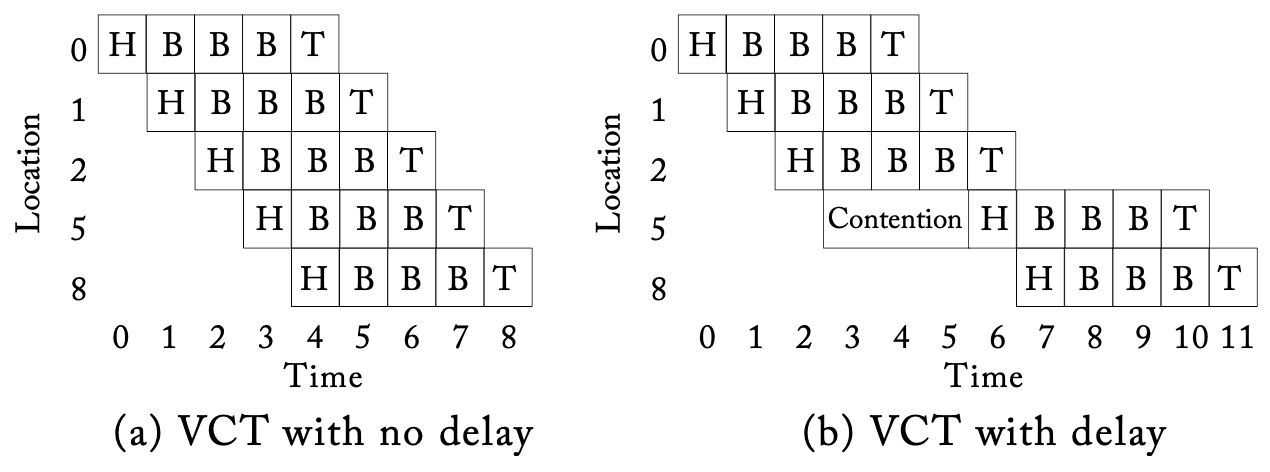 0 H B B B T
1 H B B B T
2 H B B B T
5 H B B B T
8 H B B B T
Location
0 1 2 3 4 5 6 7 8
Time
(a) VCT with no delay
0 H B B B T
1 H B B B T
2 H B B B T
5 Contention H B B B T
8 H B B B T
Location
0 1 2 3 4 5 6 7 8 9 10 11
Time
(b) VCT with delay